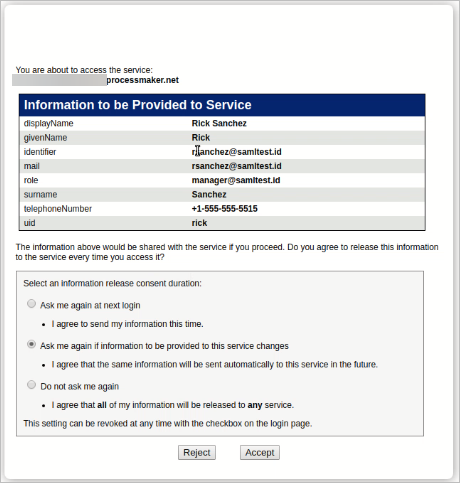 You are about to access the service:
processmaker.net
Information to be Provided to Service
displayName Rick Sanchez
givenName Rick
identifier rsanchez@samltest.id
mail rsanchez@samltest.id
role manager@samltest.id
surname Sanchez
telephoneNumber +1-555-555-5515
uid rick
The information above would be shared with the service if you proceed. Do you agree to release this information
to the service every time you access it?
Select an information release consent duration:
Ask me again at next login
• I agree to send my information this time.
Ask me again if information to be provided to this service changes
• I agree that the same information will be sent automatically to this service in the future.
Do not ask me again
• I agree that all of my information will be released to any service.
This setting can be revoked at any time with the checkbox on the login page.
Reject Accept